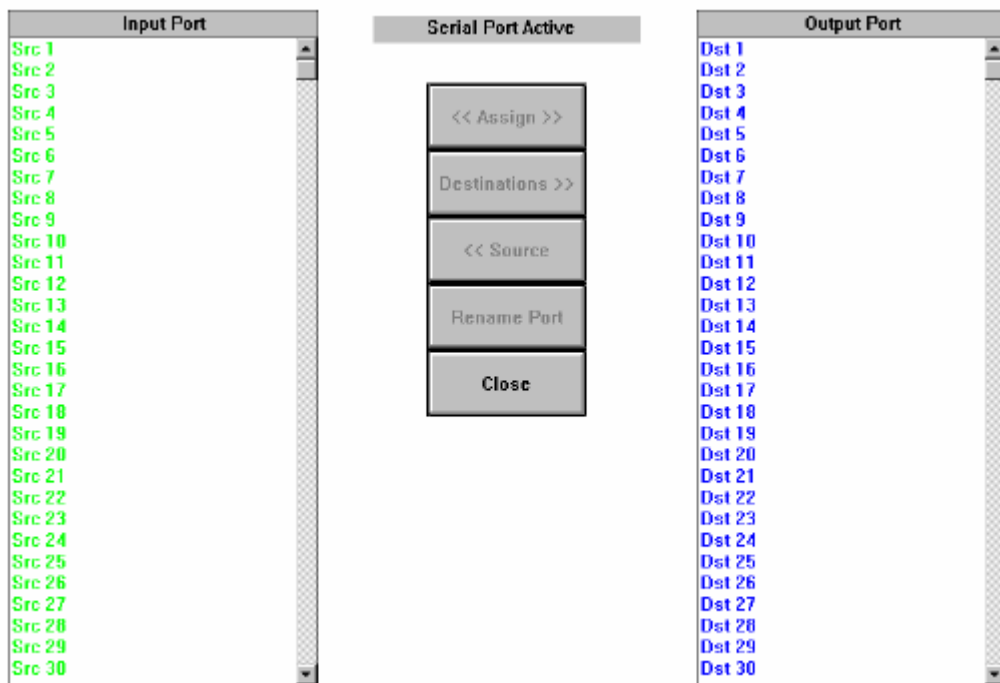 Input Port
Src 1
Src 2
Src 3
Src 4
Src 5
Src 6
Src 7
Src 8
Src 9
Src 10
Src 11
Src 12
Src 13
Src 14
Src 15
Src 16
Src 17
Src 18
Src 19
Src 20
Src 21
Src 22
Src 23
Src 24
Src 25
Src 26
Src 27
Src 28
Src 29
Src 30
Serial Port Active
<< Assign >>
Destinations >>
<< Source
Rename Port
Close
Output Port
Dst 1
Dst 2
Dst 3
Dst 4
Dst 5
Dst 6
Dst 7
Dst 8
Dst 9
Dst 10
Dst 11
Dst 12
Dst 13
Dst 14
Dst 15
Dst 16
Dst 17
Dst 18
Dst 19
Dst 20
Dst 21
Dst 22
Dst 23
Dst 24
Dst 25
Dst 26
Dst 27
Dst 28
Dst 29
Dst 30